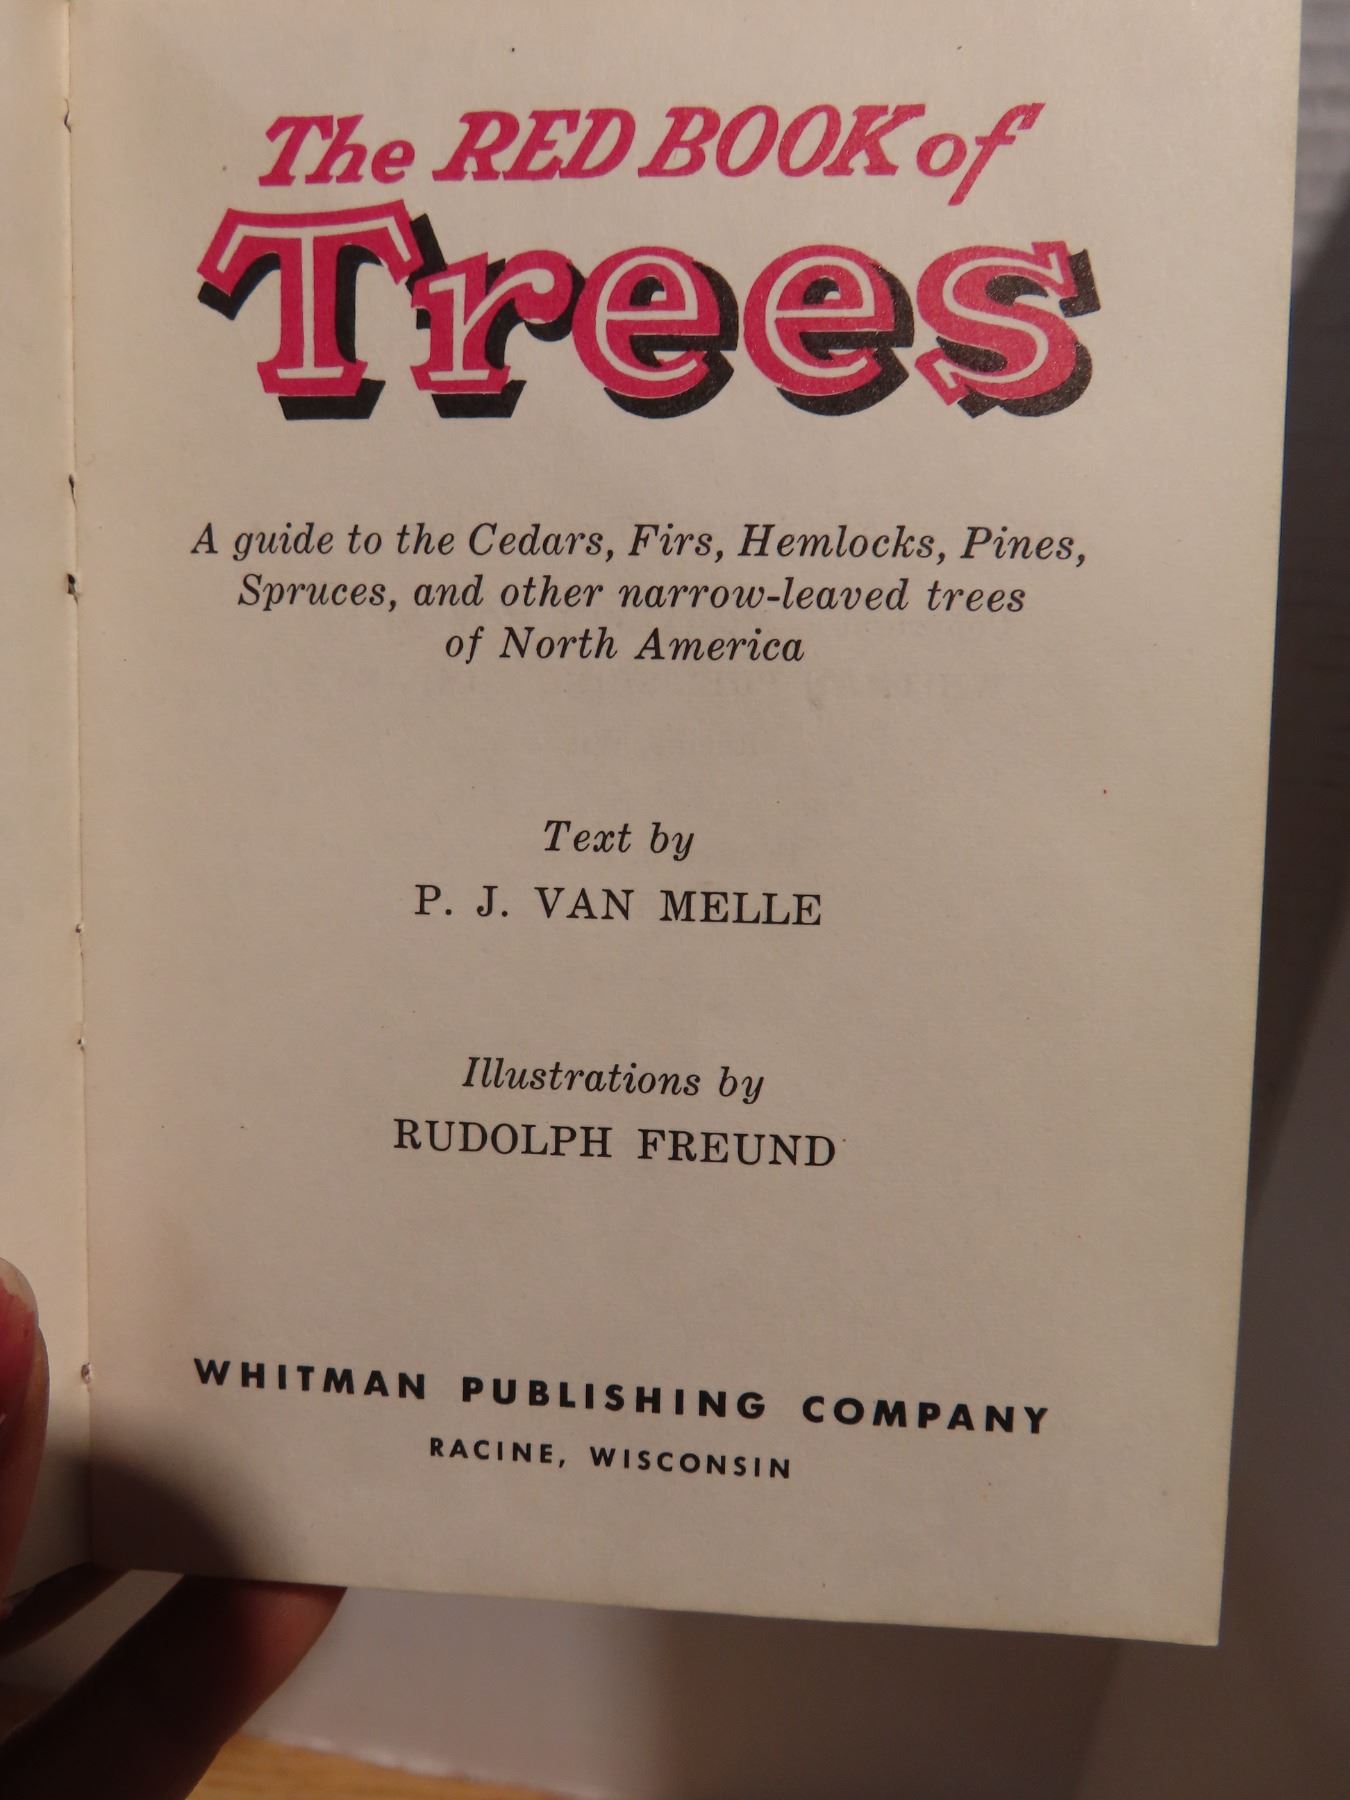 The RED BOOK of
Trees
A guide to the Cedars, Firs, Hemlocks, Pines,
Spruces, and other narrow-leaved trees
of North America
Text by
P. J. VAN MELLE
Illustrations by
RUDOLPH FREUND
WHITMAN PUBLISHING COMPANY
RACINE, WISCONSIN